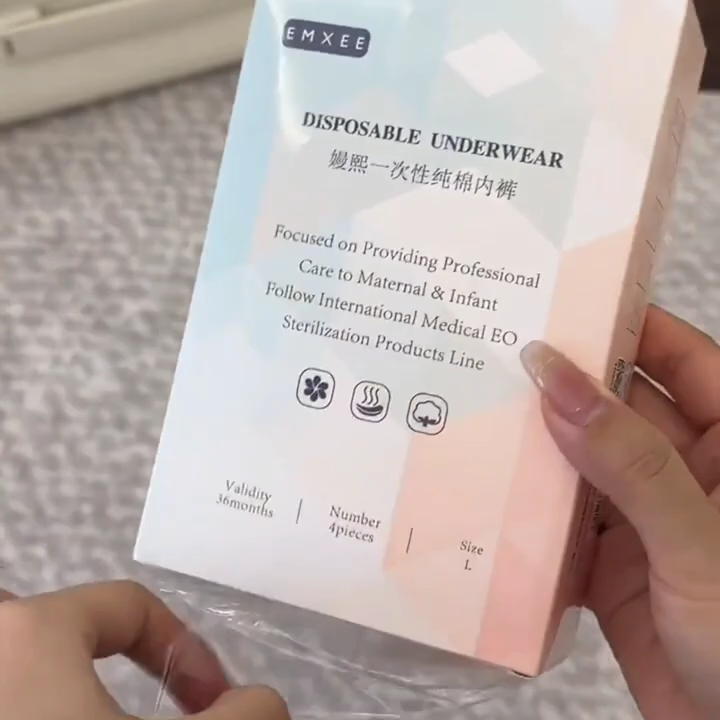 EMXEE
DISPOSABLE UNDERWEAR
嫚熙一次性纯棉内裤
Focused on Providing Professional
Care to Maternal & Infant
Follow International Medical EO
Sterilization Products Line
Validity
36months
Number
4pieces
Size
L